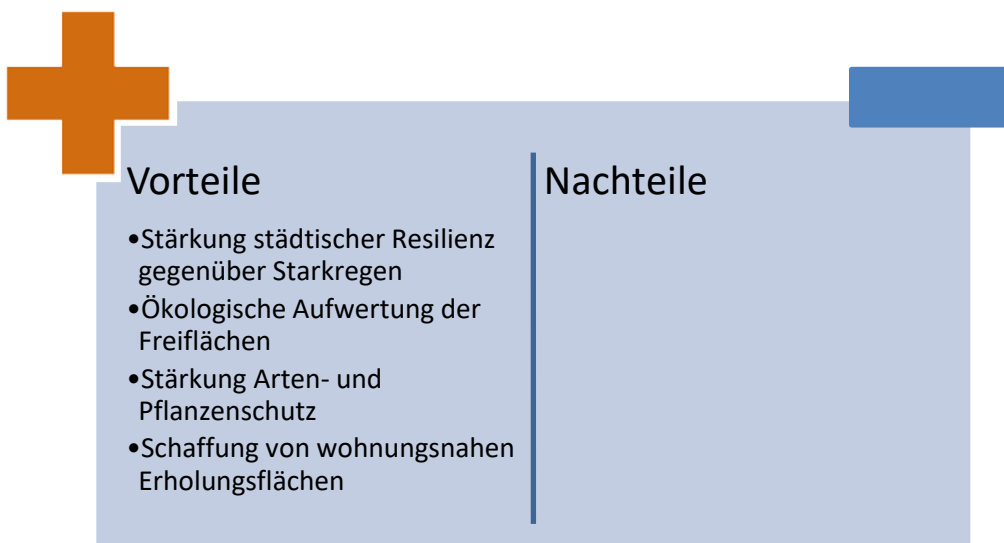 Vorteile
•Stärkung städtischer Resilienz
gegenüber Starkregen
•Ökologische Aufwertung der
Freiflächen
•Stärkung Arten- und
Pflanzenschutz
•Schaffung von wohnungsnahen
Erholungsflächen
Nachteile